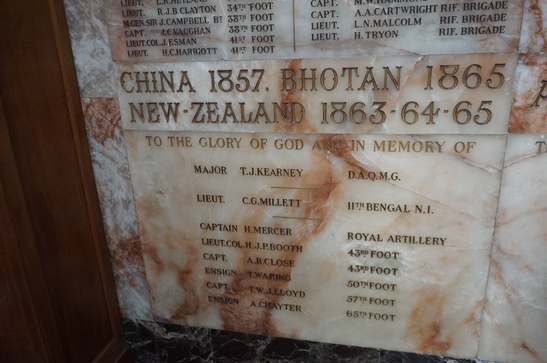 LIEUT. R.J.B CLAYTON 34TH FOOT
M.GEN.SIR J.CAMPBELL BT 38TH FOOT
CAPT. J.C.VAUGHAN 38TH FOOT
LIEUT.COL. J.ESMAN 41ST FOOT
LIEUT. H.C.HARRIOTT 41ST FOOT
CAPT.
CAPT. A.A.CARTWRIGHT RIF. BRIGADE
LIEUT. L.N.MALCOLM RIF. BRIGADE
LIEUT. H.TRYON RIF. BRIGADE
CHINA 1857. BHOTAN 1865
NEW-ZEALAND 1863-64-65
TO THE GLORY OF GOD AND IN MEMORY OF
MAJOR T.J.KEARNEY D.A.Q.M.G.
LIEUT. C.G.MILLETT 11TH BENGAL N.I.
CAPTAIN H.MERCER ROYAL ARTILLERY
LIEUT.COL. H.J.P.BOOTH 43RD FOOT
CAPT. A.R.CLOSE 43RD FOOT
ENSIGN T.WARING 50TH FOOT
CAPT. T.W.J.LLOYD 57TH FOOT
ENSIGN A.CHAYTER 65TH FOOT